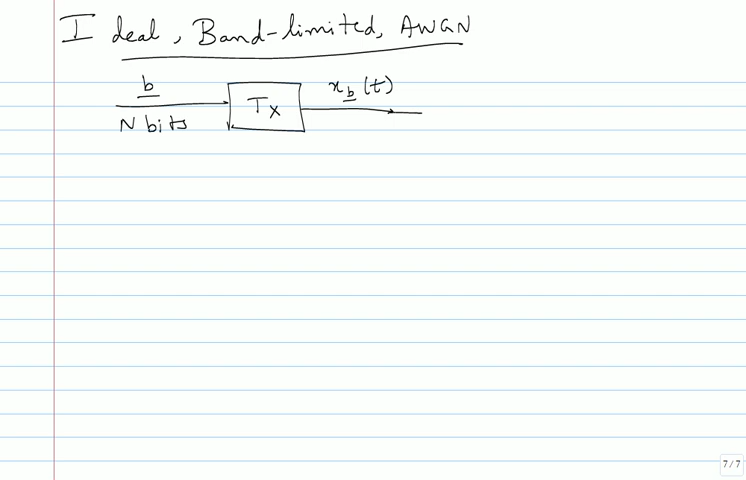 Ideal, Band-limited, AWGN
b
N bits
Tx
x_b(t)
7/7